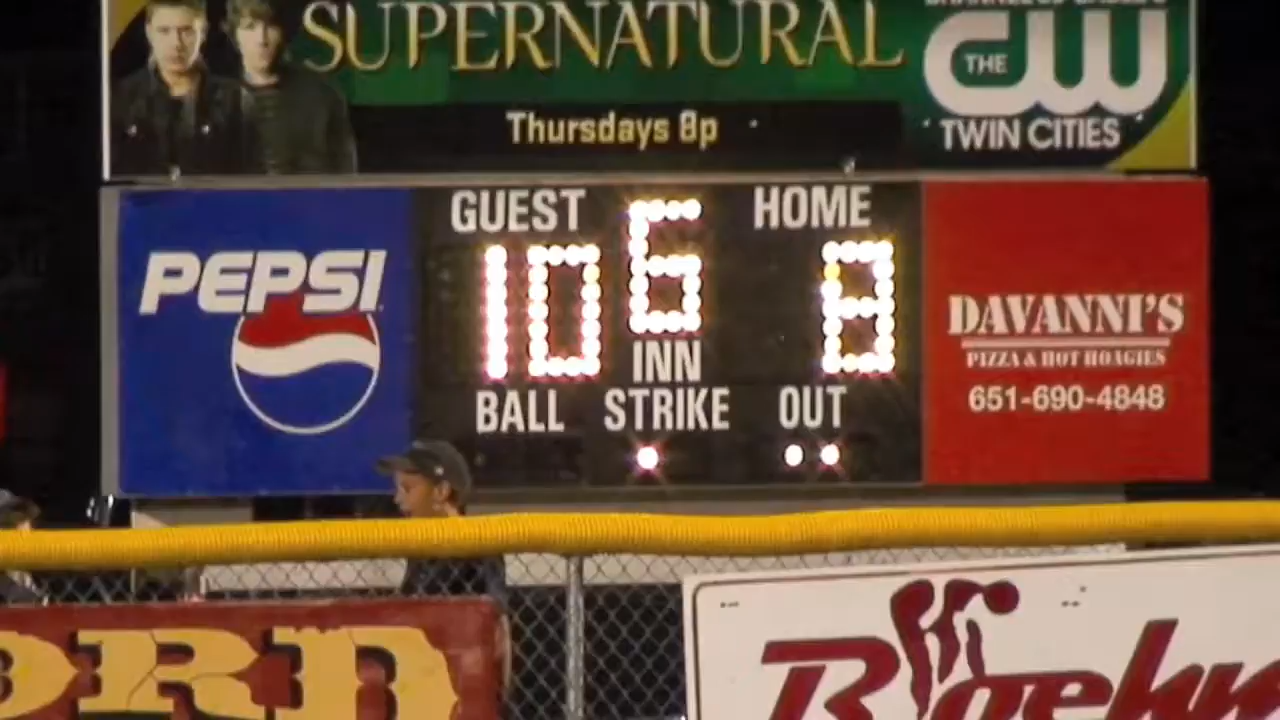 SUPERNATURAL
Thursdays 8p
THE CW
TWIN CITIES
PEPSI
GUEST
HOME
10
6
8
INN
BALL STRIKE OUT
DAVANNI'S
PIZZA & HOT HOAGIES
651-690-4848